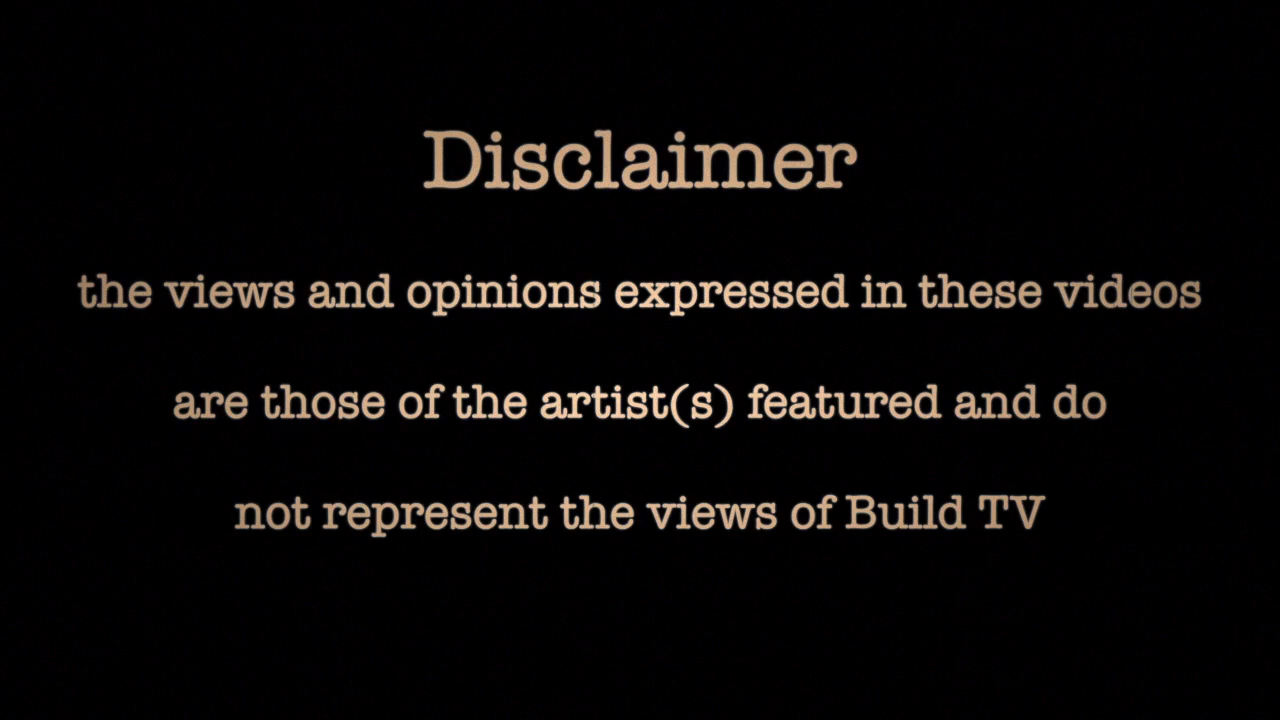 Disclaimer
the views and opinions expressed in these videos
are those of the artist(s) featured and do
not represent the views of Build TV